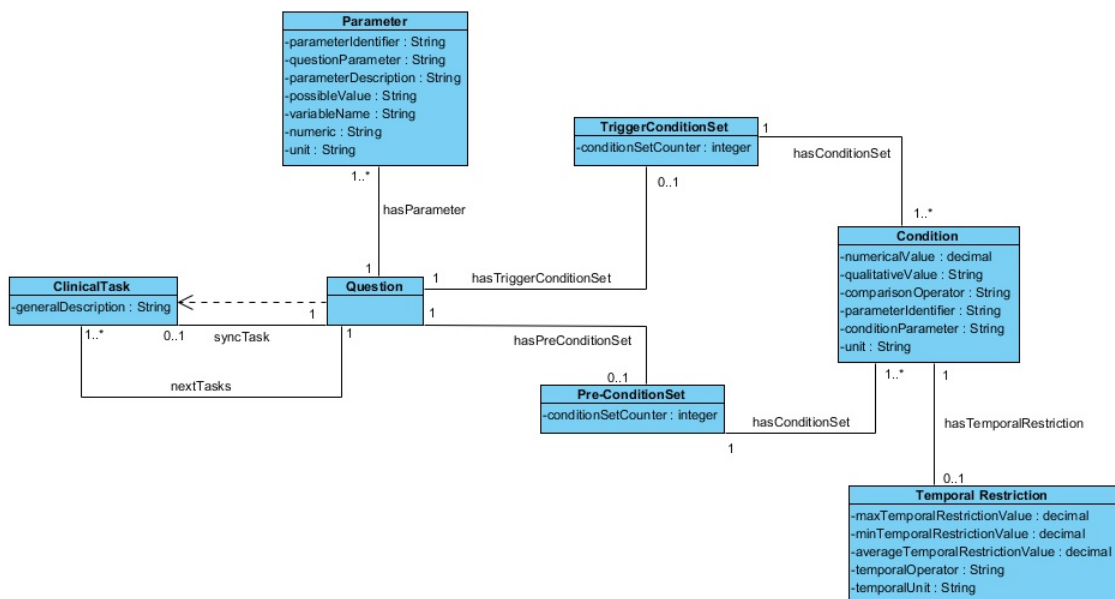 Parameter
-parameterIdentifier : String
-questionParameter : String
-parameterDescription : String
-possibleValue : String
-variableName : String
-numeric : String
-unit : String
1..*
hasParameter
1
TriggerConditionSet
-conditionSetCounter : integer
1
hasConditionSet
0..1
1..*
Condition
-numericalValue : decimal
-qualitativeValue : String
-comparisonOperator : String
-parameterIdentifier : String
-conditionParameter : String
-unit : String
ClinicalTask
-generalDescription : String
Question
1
hasTriggerConditionSet
1
1..*
0..1
syncTask
1
1
hasPreConditionSet
nextTasks
0..1
Pre-ConditionSet
-conditionSetCounter : integer
1..*
1
hasConditionSet
1
hasTemporalRestriction
0..1
Temporal Restriction
-maxTemporalRestrictionValue : decimal
-minTemporalRestrictionValue : decimal
-averageTemporalRestrictionValue : decimal
-temporalOperator : String
-temporalUnit : String